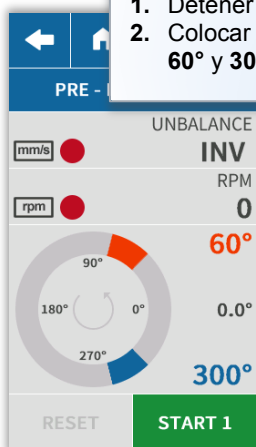 1. Detener
2. Colocar
60° y 30
PRE -
UNBALANCE
mm/s INV
RPM
rpm 0
60°
90°
180° 0° 0.0°
270°
300°
RESET START 1